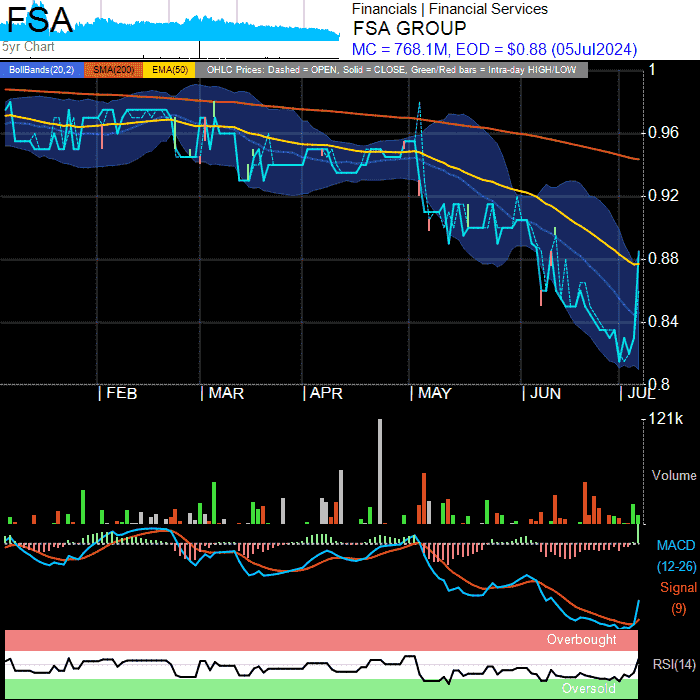 FSA
5yr Chart
Financials | Financial Services
FSA GROUP
MC = 768.1M, EOD = $0.88 (05Jul2024)
BollBands(20,2) SMA(200) EMA(50) OHLC Prices: Dashed = OPEN, Solid = CLOSE, Green/Red bars = Intra-day HIGH/LOW
1
0.96
0.92
0.88
0.84
0.8
| FEB | MAR | APR | MAY | JUN | JUL
121k
Volume
MACD
(12-26)
Signal
(9)
Overbought
RSI(14)
Oversold